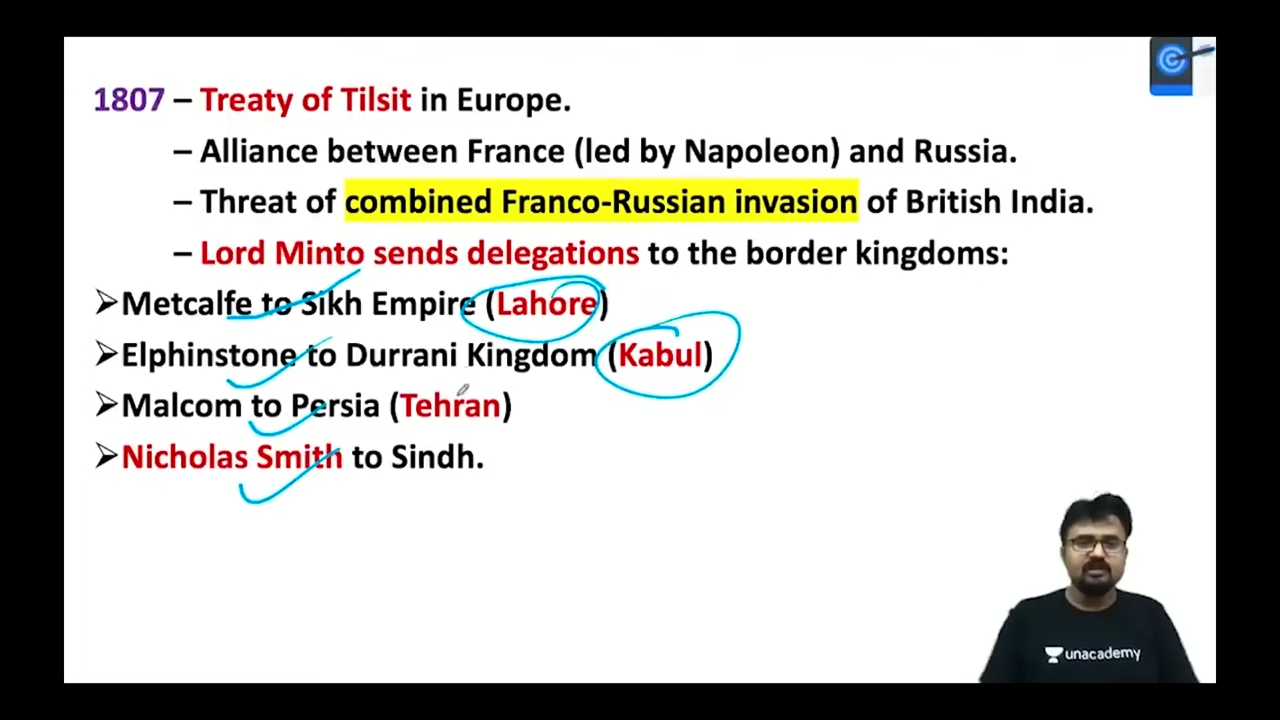 1807 – Treaty of Tilsit in Europe.
– Alliance between France (led by Napoleon) and Russia.
– Threat of combined Franco-Russian invasion of British India.
– Lord Minto sends delegations to the border kingdoms:
➢Metcalfe to Sikh Empire (Lahore)
➢Elphinstone to Durrani Kingdom (Kabul)
➢Malcom to Persia (Tehran)
➢Nicholas Smith to Sindh.
unacademy